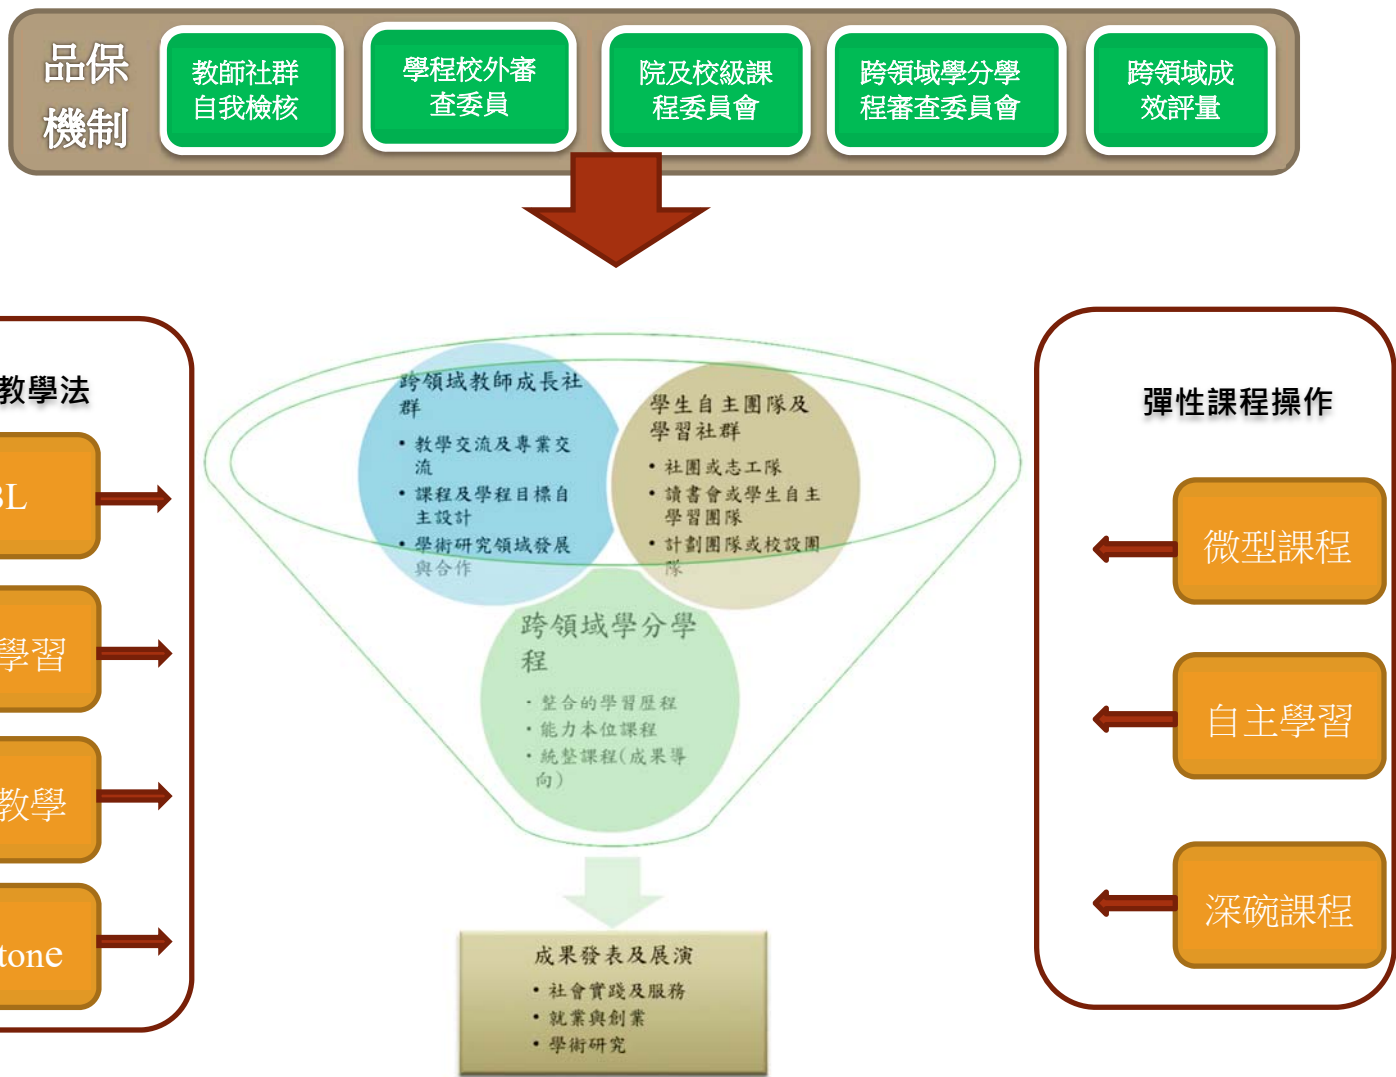 品保
機制
教師社群
自我檢核
學程校外審
查委員
院及校級課
程委員會
跨領域學分學
程審查委員會
跨領域成
效評量
教學法
BL
學習
教學
tone
跨領域教師成長社
群
• 教學交流及專業交
流
• 課程及學程目標自
主設計
• 學術研究領域發展
與合作
學生自主團隊及
學習社群
• 社團或志工隊
• 讀書會或學生自主
學習團隊
• 計劃團隊或校設團
隊
跨領域學分學
程
• 整合的學習歷程
• 能力本位課程
• 統整課程(成果導
向)
成果發表及展演
• 社會實踐及服務
• 就業與創業
• 學術研究
彈性課程操作
微型課程
自主學習
深碗課程